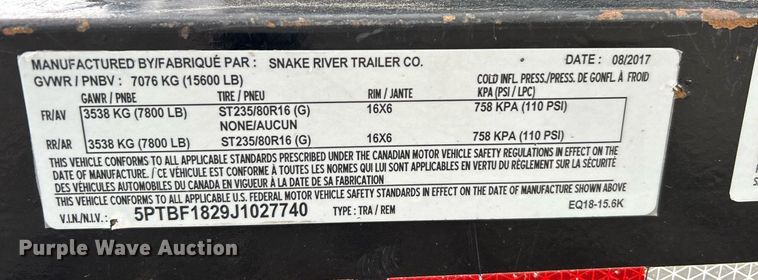 MANUFACTURED BY/FABRIQUÉ PAR : SNAKE RIVER TRAILER CO. DATE : 08/2017
GVWR / PNBV : 7076 KG (15600 LB)
COLD INFL. PRESS./PRESS. DE GONFL. À FROID
GAWR / PNBE TIRE / PNEU RIM / JANTE KPA (PSI / LPC)
FR/AV 3538 KG (7800 LB) ST235/80R16 (G) 16X6 758 KPA (110 PSI)
NONE/AUCUN
RR/AR 3538 KG (7800 LB) ST235/80R16 (G) 16X6 758 KPA (110 PSI)
THIS VEHICLE CONFORMS TO ALL APPLICABLE STANDARDS PRESCRIBED UNDER THE CANADIAN MOTOR VEHICLE SAFETY REGULATIONS IN EFFECT ON THE
DATE OF MANUFACTURE. / CE VÉHICULE EST CONFORME À TOUTES LES NORMES QUI LUI SONT APPLICABLES EN VERTU DU RÈGLEMENT SUR LA SÉCURITÉ
DES VÉHICULES AUTOMOBILES DU CANADA EN VIGUEUR À LA DATE DE SA FABRICATION
THIS VEHICLE CONFORMS TO ALL APPLICABLE U.S. FEDERAL MOTOR VEHICLE SAFETY STANDARDS IN EFFECT ON THE DATE OF MANUFACTURE SHOWN ABOVE.
V.I.N./N.I.V.: 5PTBF1829J1027740 TYPE: TRA / REM EQ18-15.6K
Purple Wave Auction